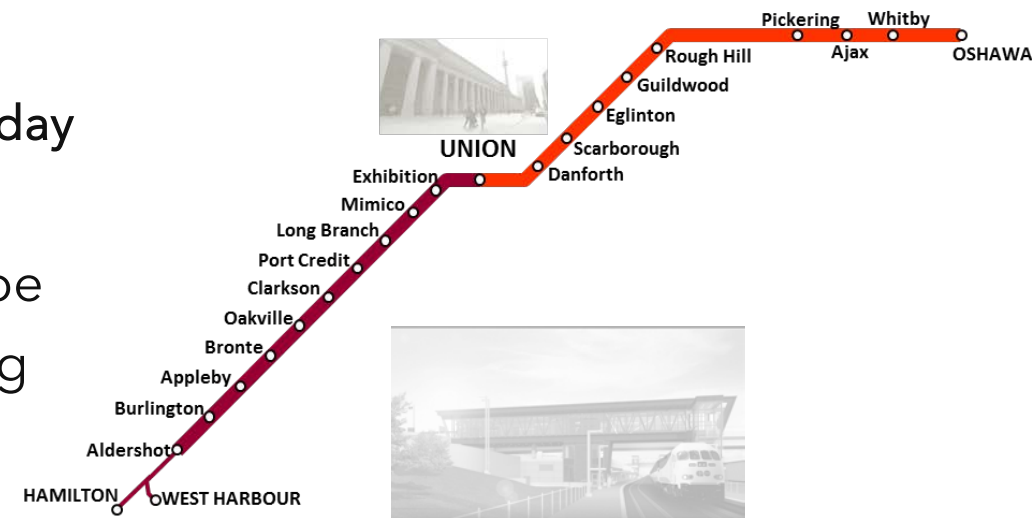 day
be
g
Pickering
Whitby
Ajax
OSHAWA
Rough Hill
Guildwood
Eglinton
Scarborough
Danforth
UNION
Exhibition
Mimico
Long Branch
Port Credit
Clarkson
Oakville
Bronte
Appleby
Burlington
Aldershot
HAMILTON
WEST HARBOUR